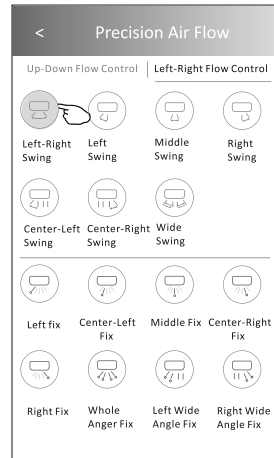 < Precision Air Flow
Up-Down Flow Control Left-Right Flow Control
Left-Right Swing
Left Swing
Middle Swing
Right Swing
Center-Left Swing
Center-Right Swing
Wide Swing
Left fix
Center-Left Fix
Middle Fix
Center-Right Fix
Right Fix
Whole Anger Fix
Left Wide Angle Fix
Right Wide Angle Fix